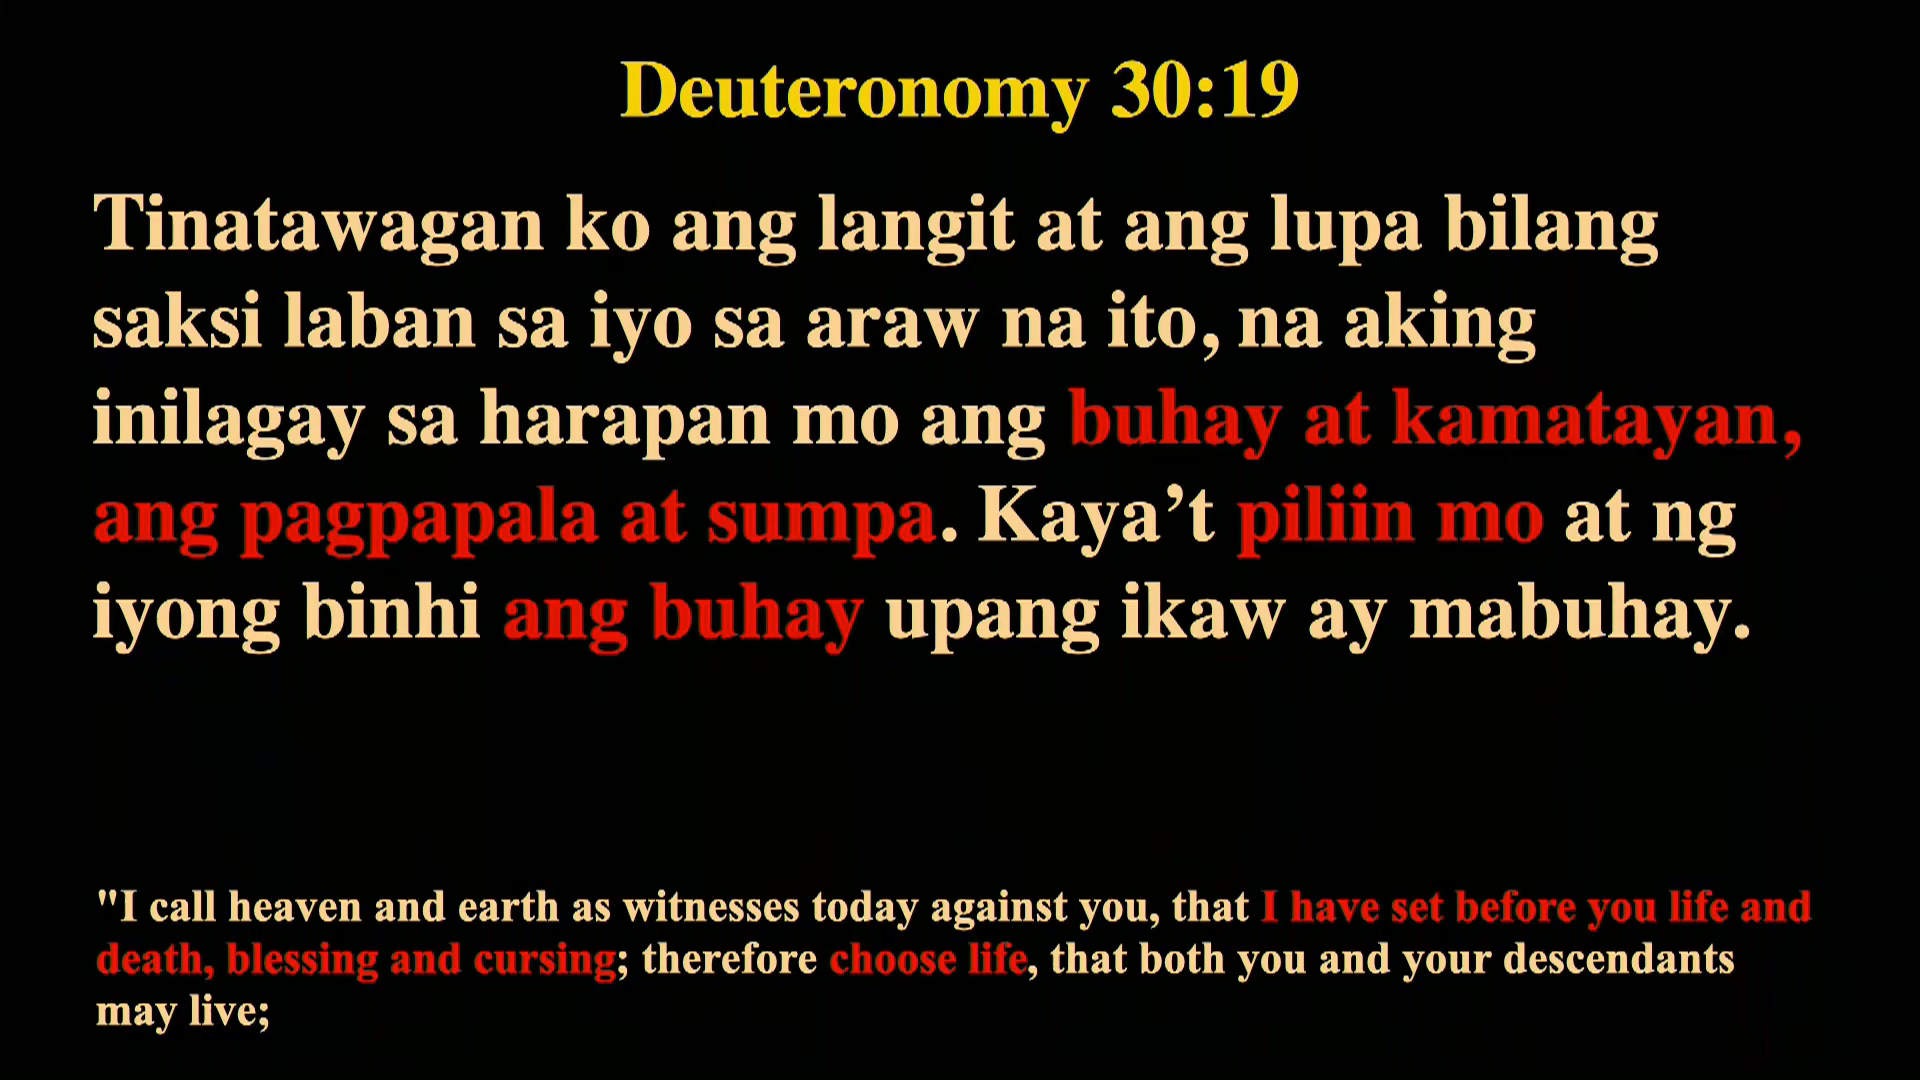 Deuteronomy 30:19
Tinatawagan ko ang langit at ang lupa bilang
saksi laban sa iyo sa araw na ito, na aking
inilagay sa harapan mo ang buhay at kamatayan,
ang pagpapala at sumpa. Kaya’t piliin mo at ng
iyong binhi ang buhay upang ikaw ay mabuhay.
"I call heaven and earth as witnesses today against you, that I have set before you life and
death, blessing and cursing; therefore choose life, that both you and your descendants
may live;